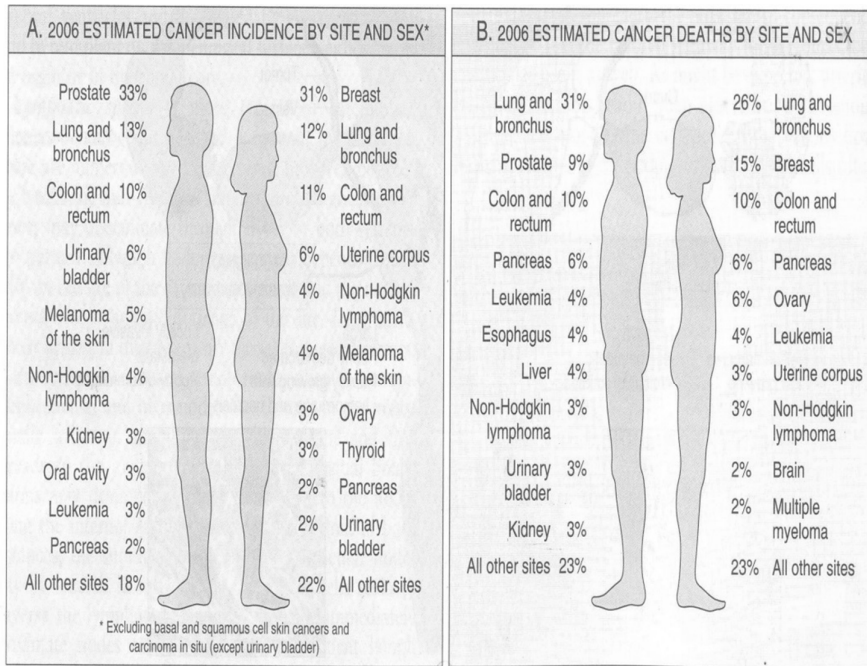 A. 2006 ESTIMATED CANCER INCIDENCE BY SITE AND SEX*
Prostate 33%
Lung and 13%
bronchus
Colon and 10%
rectum
Urinary 6%
bladder
Melanoma 5%
of the skin
Non-Hodgkin 4%
lymphoma
Kidney 3%
Oral cavity 3%
Leukemia 3%
Pancreas 2%
All other sites 18%
31% Breast
12% Lung and
bronchus
11% Colon and
rectum
6% Uterine corpus
4% Non-Hodgkin
lymphoma
4% Melanoma
of the skin
3% Ovary
3% Thyroid
2% Pancreas
2% Urinary
bladder
22% All other sites
* Excluding basal and squamous cell skin cancers and
carcinoma in situ (except urinary bladder)
B. 2006 ESTIMATED CANCER DEATHS BY SITE AND SEX
Lung and 31%
bronchus
Prostate 9%
Colon and 10%
rectum
Pancreas 6%
Leukemia 4%
Esophagus 4%
Liver 4%
Non-Hodgkin 3%
lymphoma
Urinary 3%
bladder
Kidney 3%
All other sites 23%
26% Lung and
bronchus
15% Breast
10% Colon and
rectum
6% Pancreas
6% Ovary
4% Leukemia
3% Uterine corpus
3% Non-Hodgkin
lymphoma
2% Brain
2% Multiple
myeloma
23% All other sites